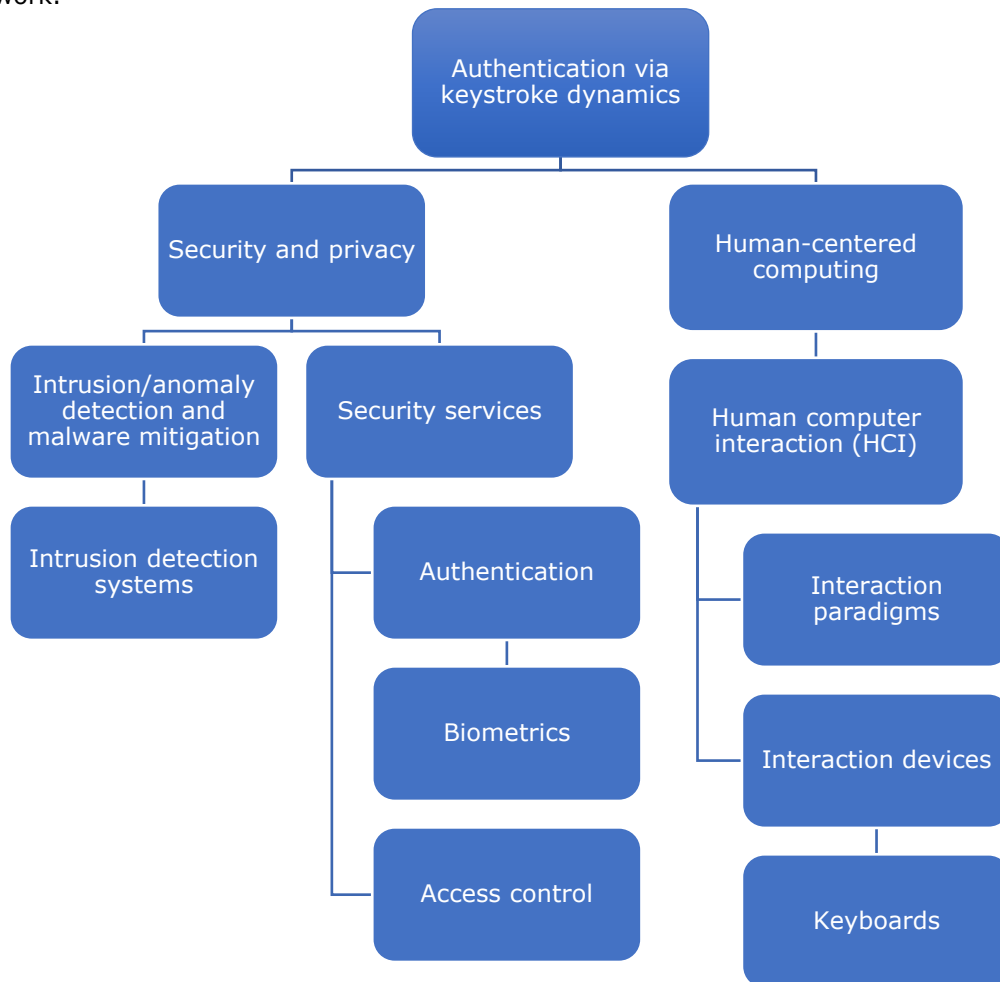 work.
Authentication via
keystroke dynamics
Security and privacy
Human-centered
computing
Intrusion/anomaly
detection and
malware mitigation
Security services
Human computer
interaction (HCI)
Intrusion detection
systems
Authentication
Interaction
paradigms
Biometrics
Interaction devices
Access control
Keyboards